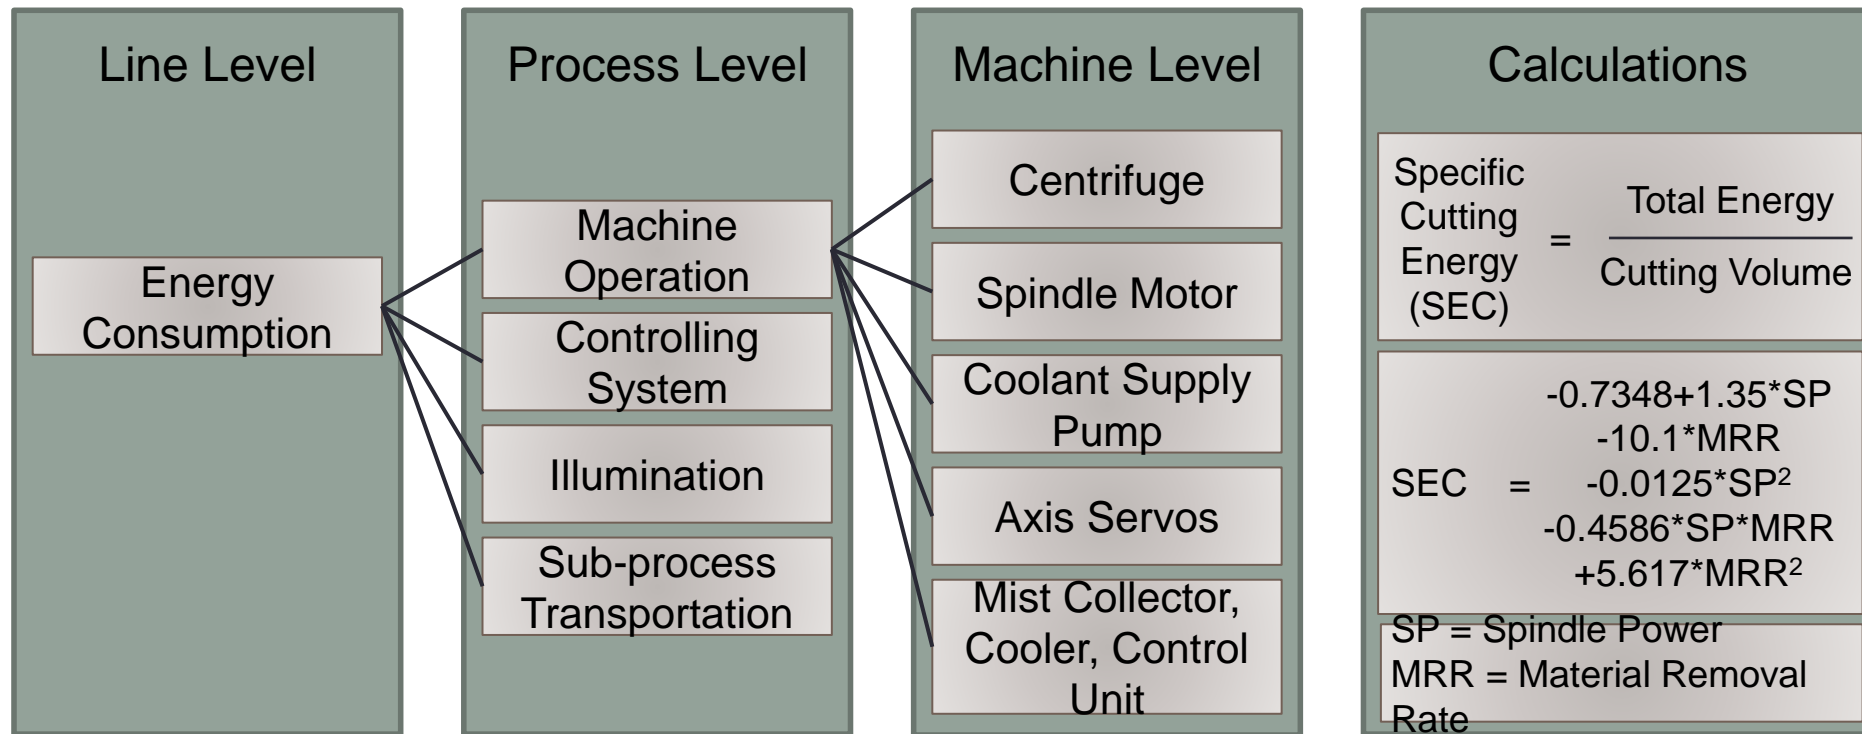 Line Level
Energy
Consumption
Process Level
Machine
Operation
Controlling
System
Illumination
Sub-process
Transportation
Machine Level
Centrifuge
Spindle Motor
Coolant Supply
Pump
Axis Servos
Mist Collector,
Cooler, Control
Unit
Calculations
Specific
Cutting
Energy
(SEC)
=
Total Energy
Cutting Volume
SEC =
-0.7348+1.35*SP
-10.1*MRR
-0.0125*SP²
-0.4586*SP*MRR
+5.617*MRR²
SP = Spindle Power
MRR = Material Removal
Rate